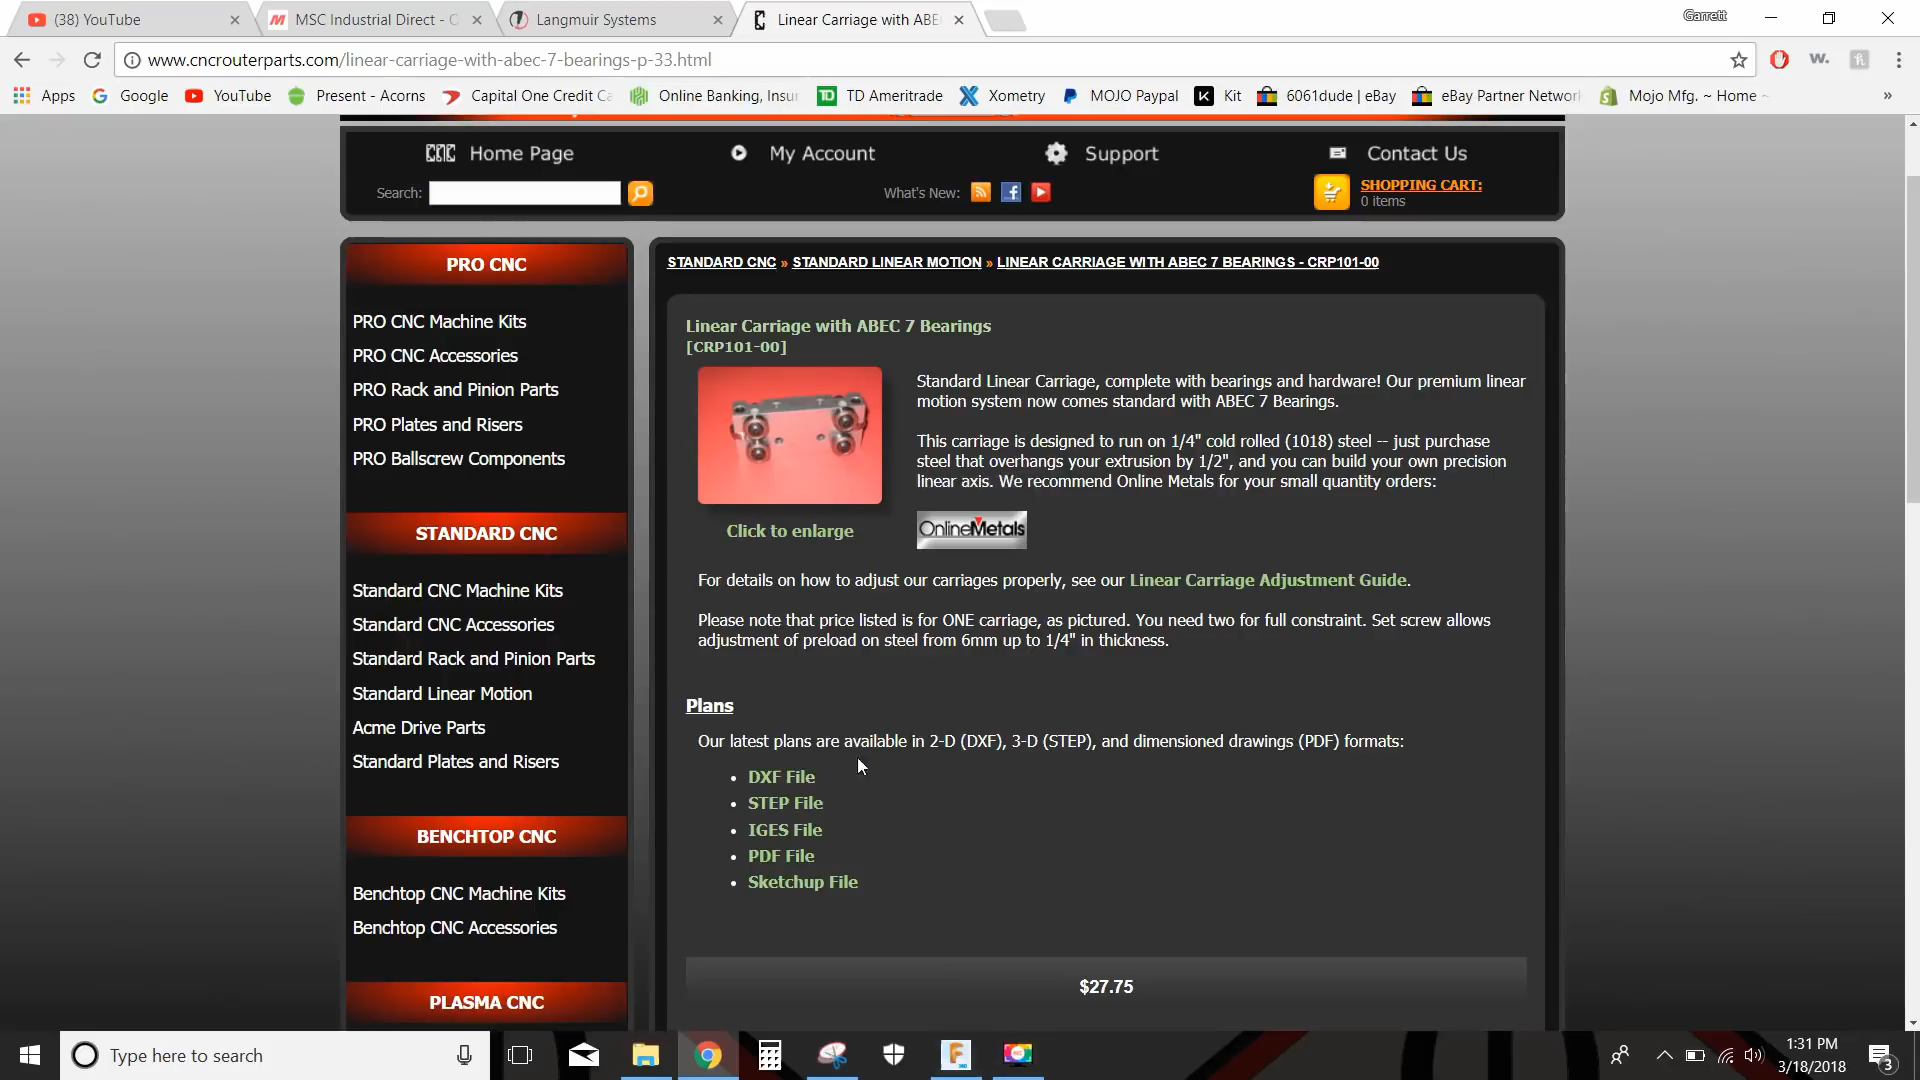 (38) YouTube
MSC Industrial Direct - C
Langmuir Systems
Linear Carriage with ABE
Garrett
www.cncrouterparts.com/linear-carriage-with-abec-7-bearings-p-33.html
Apps
Google
YouTube
Present - Acorns
Capital One Credit Ca
Online Banking, Insur
TD Ameritrade
Xometry
MOJO Paypal
Kit
6061dude | eBay
eBay Partner Network
Mojo Mfg. ~ Home ~
»
Home Page
My Account
Support
Contact Us
Search:
What's New:
SHOPPING CART:
0 items
PRO CNC
PRO CNC Machine Kits
PRO CNC Accessories
PRO Rack and Pinion Parts
PRO Plates and Risers
PRO Ballscrew Components
STANDARD CNC
Standard CNC Machine Kits
Standard CNC Accessories
Standard Rack and Pinion Parts
Standard Linear Motion
Acme Drive Parts
Standard Plates and Risers
BENCHTOP CNC
Benchtop CNC Machine Kits
Benchtop CNC Accessories
PLASMA CNC
STANDARD CNC » STANDARD LINEAR MOTION » LINEAR CARRIAGE WITH ABEC 7 BEARINGS - CRP101-00
Linear Carriage with ABEC 7 Bearings
[CRP101-00]
Click to enlarge
Standard Linear Carriage, complete with bearings and hardware! Our premium linear
motion system now comes standard with ABEC 7 Bearings.
This carriage is designed to run on 1/4" cold rolled (1018) steel -- just purchase
steel that overhangs your extrusion by 1/2", and you can build your own precision
linear axis. We recommend Online Metals for your small quantity orders:
OnlineMetals
For details on how to adjust our carriages properly, see our Linear Carriage Adjustment Guide.
Please note that price listed is for ONE carriage, as pictured. You need two for full constraint. Set screw allows
adjustment of preload on steel from 6mm up to 1/4" in thickness.
Plans
Our latest plans are available in 2-D (DXF), 3-D (STEP), and dimensioned drawings (PDF) formats:
• DXF File
• STEP File
• IGES File
• PDF File
• Sketchup File
$27.75
Type here to search
1:31 PM
3/18/2018
3